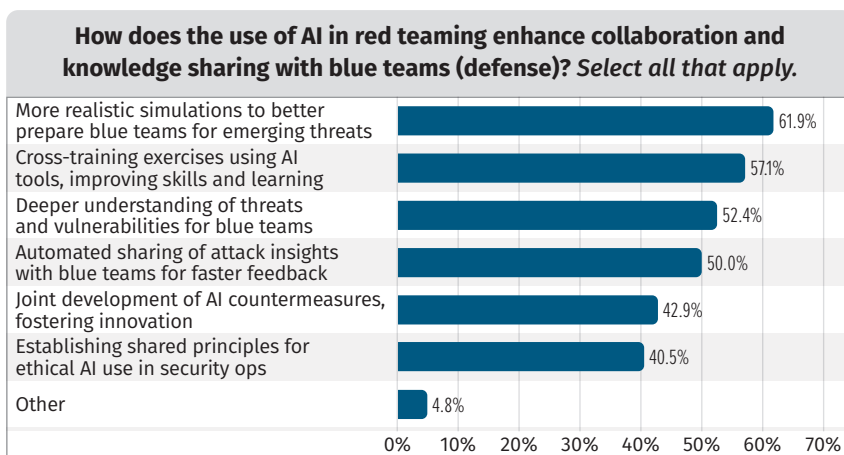 How does the use of AI in red teaming enhance collaboration and
knowledge sharing with blue teams (defense)? Select all that apply.
More realistic simulations to better
prepare blue teams for emerging threats
61.9%
Cross-training exercises using AI
tools, improving skills and learning
57.1%
Deeper understanding of threats
and vulnerabilities for blue teams
52.4%
Automated sharing of attack insights
with blue teams for faster feedback
50.0%
Joint development of AI countermeasures,
fostering innovation
42.9%
Establishing shared principles for
ethical AI use in security ops
40.5%
Other
4.8%
0% 10% 20% 30% 40% 50% 60% 70%